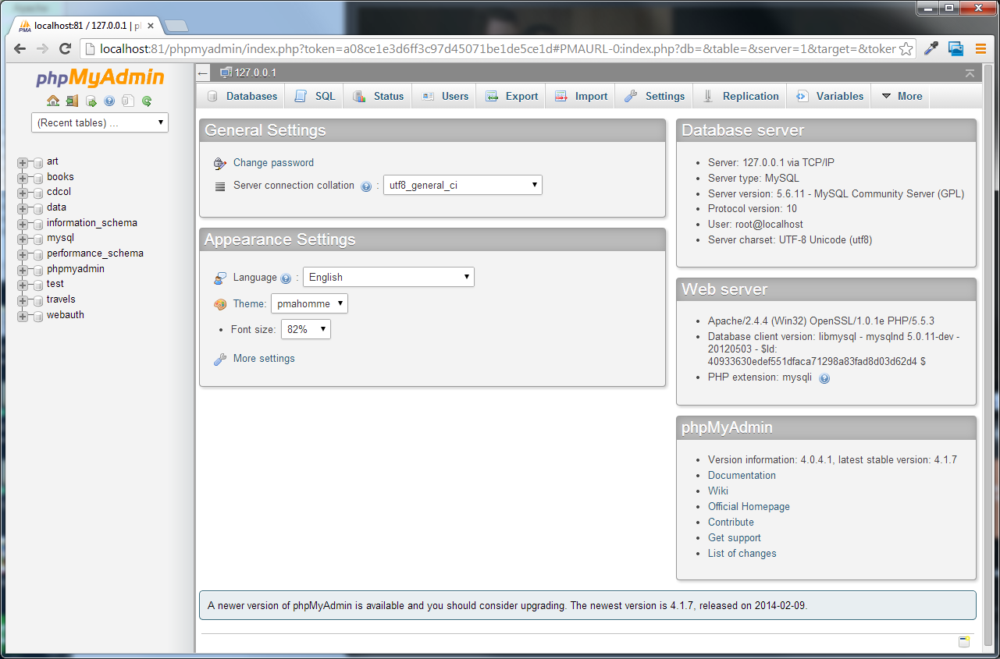 localhost:81 / 127.0.0.1 | pl
localhost:81/phpmyadmin/index.php?token=a08ce1e3d6ff3c97d45071be1de5ce1d#PMAURL-0:index.php?db=&table=&server=1&target=&toker
phpMyAdmin
(Recent tables) ...
art
books
cdcol
data
information_schema
mysql
performance_schema
phpmyadmin
test
travels
webauth
127.0.0.1
Databases SQL Status Users Export Import Settings Replication Variables More
General Settings
Change password
Server connection collation : utf8_general_ci
Appearance Settings
Language : English
Theme: pmahomme
Font size: 82%
More settings
Database server
Server: 127.0.0.1 via TCP/IP
Server type: MySQL
Server version: 5.6.11 - MySQL Community Server (GPL)
Protocol version: 10
User: root@localhost
Server charset: UTF-8 Unicode (utf8)
Web server
Apache/2.4.4 (Win32) OpenSSL/1.0.1e PHP/5.5.3
Database client version: libmysql - mysqlnd 5.0.11-dev -
20120503 - $Id:
40933630edef551dfaca71298a83fad8d03d62d4 $
PHP extension: mysqli
phpMyAdmin
Version information: 4.0.4.1, latest stable version: 4.1.7
Documentation
Wiki
Official Homepage
Contribute
Get support
List of changes
A newer version of phpMyAdmin is available and you should consider upgrading. The newest version is 4.1.7, released on 2014-02-09.